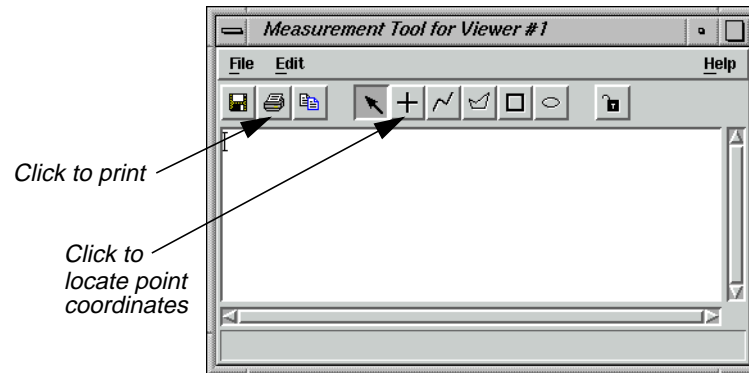 Measurement Tool for Viewer #1
File Edit Help
Click to print
Click to
locate point
coordinates